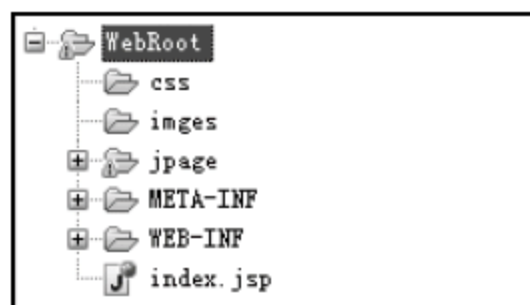 WebRoot
css
imges
jpage
META-INF
WEB-INF
index.jsp